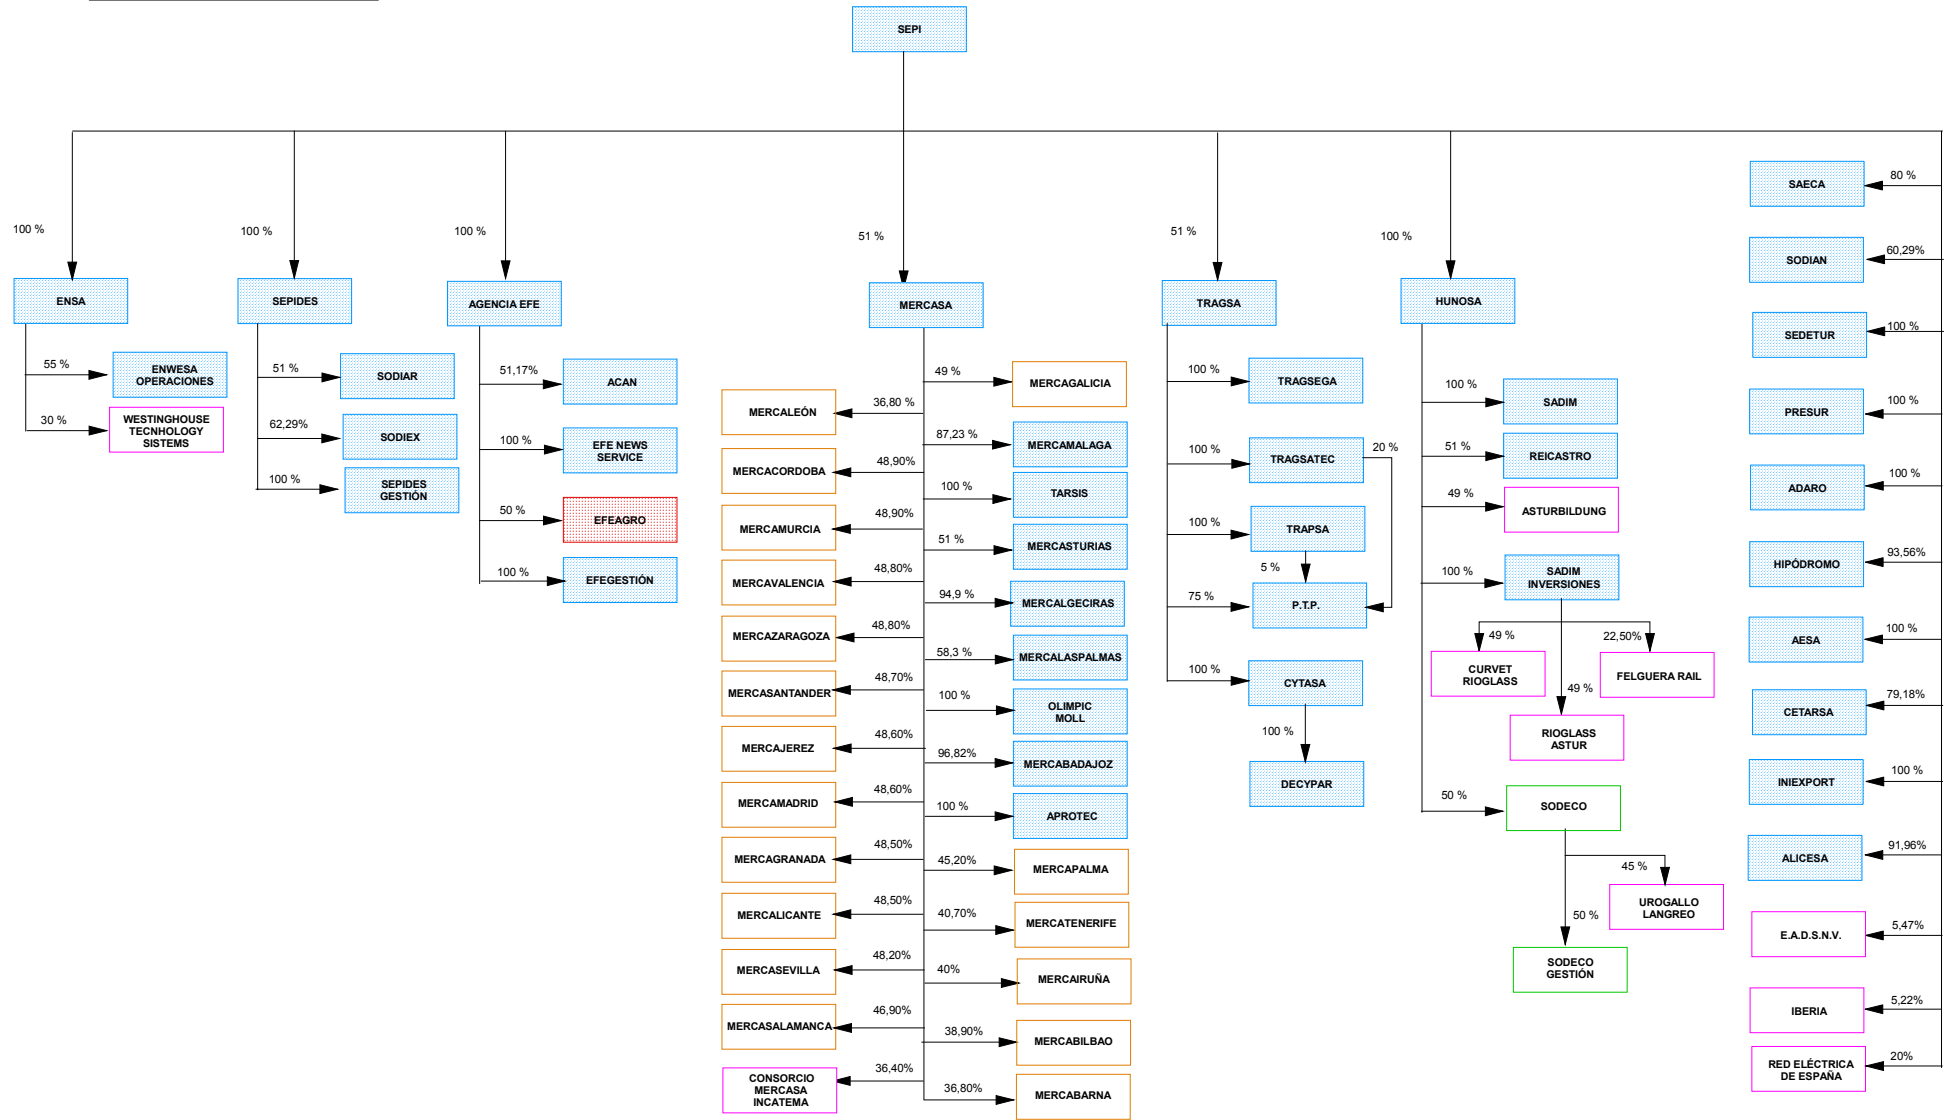 SEPI
100 %
100 %
100 %
51 %
51 %
100 %
ENSA
55 %
ENWESA
OPERACIONES
30 %
WESTINGHOUSE
TECNHOLOGY
SISTEMS
SEPIDES
51 %
SODIAR
62,29%
SODIEX
100 %
SEPIDES
GESTIÓN
AGENCIA EFE
51,17%
ACAN
100 %
EFE NEWS
SERVICE
50 %
EFEAGRO
100 %
EFEGESTIÓN
MERCASA
49 %
MERCAGALICIA
MERCALEÓN
36,80 %
87,23 %
MERCAMALAGA
MERCACORDOBA
48,90%
100 %
TARSIS
MERCAMURCIA
48,90%
51 %
MERCASTURIAS
MERCAVALENCIA
48,80%
94,9 %
MERCALGECIRAS
MERCAZARAGOZA
48,80%
58,3 %
MERCALASPALMAS
MERCASANTANDER
48,70%
100 %
OLIMPIC
MOLL
MERCAJEREZ
48,60%
96,82%
MERCABADAJOZ
MERCAMADRID
48,60%
100 %
APROTEC
MERCAGRANADA
48,50%
45,20%
MERCAPALMA
MERCALICANTE
48,50%
40,70%
MERCATENERIFE
MERCASEVILLA
48,20%
40%
MERCAIRUÑA
MERCASALAMANCA
46,90%
38,90%
MERCABILBAO
CONSORCIO
MERCASA
INCATEMA
36,40%
36,80%
MERCABARNA
TRAGSA
100 %
TRAGSEGA
100 %
TRAGSATEC
20 %
100 %
TRAPSA
5 %
75 %
P.T.P.
100 %
CYTASA
100 %
DECYPAR
HUNOSA
100 %
SADIM
51 %
REICASTRO
49 %
ASTURBILDUNG
100 %
SADIM
INVERSIONES
49 %
22,50%
CURVET
RIOGLASS
FELGUERA RAIL
49 %
RIOGLASS
ASTUR
50 %
SODECO
45 %
UROGALLO
LANGREO
50 %
SODECO
GESTIÓN
SAECA
80 %
SODIAN
60,29%
SEDETUR
100 %
PRESUR
100 %
ADARO
100 %
HIPÓDROMO
93,56%
AESA
100 %
CETARSA
79,18%
INIEXPORT
100 %
ALICESA
91,96%
E.A.D.S.N.V.
5,47%
IBERIA
5,22%
RED ELÉCTRICA
DE ESPAÑA
20%